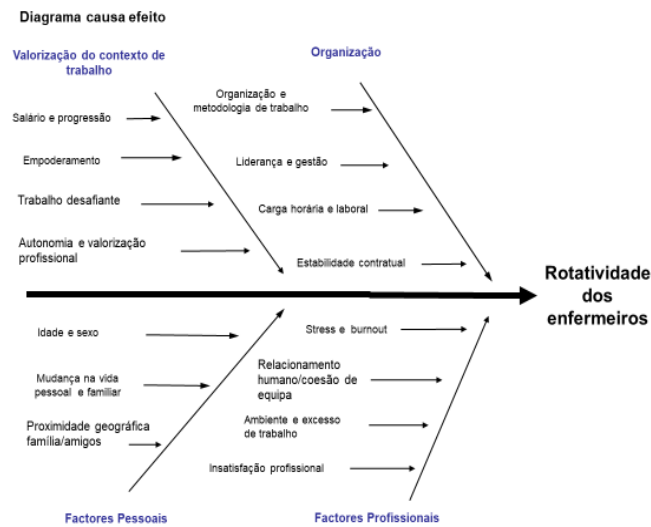 Diagrama causa efeito
Valorização do contexto de
trabalho
Salário e progressão
Empoderamento
Trabalho desafiante
Autonomia e valorização
profissional
Organização
Organização e
metodologia de trabalho
Liderança e gestão
Carga horária e laboral
Estabilidade contratual
Rotatividade
dos
enfermeiros
Idade e sexo
Mudança na vida
pessoal e familiar
Proximidade geográfica
família/amigos
Factores Pessoais
Stress e burnout
Relacionamento
humano/coesão de
equipa
Ambiente e excesso
de trabalho
Insatisfação profissional
Factores Profissionais